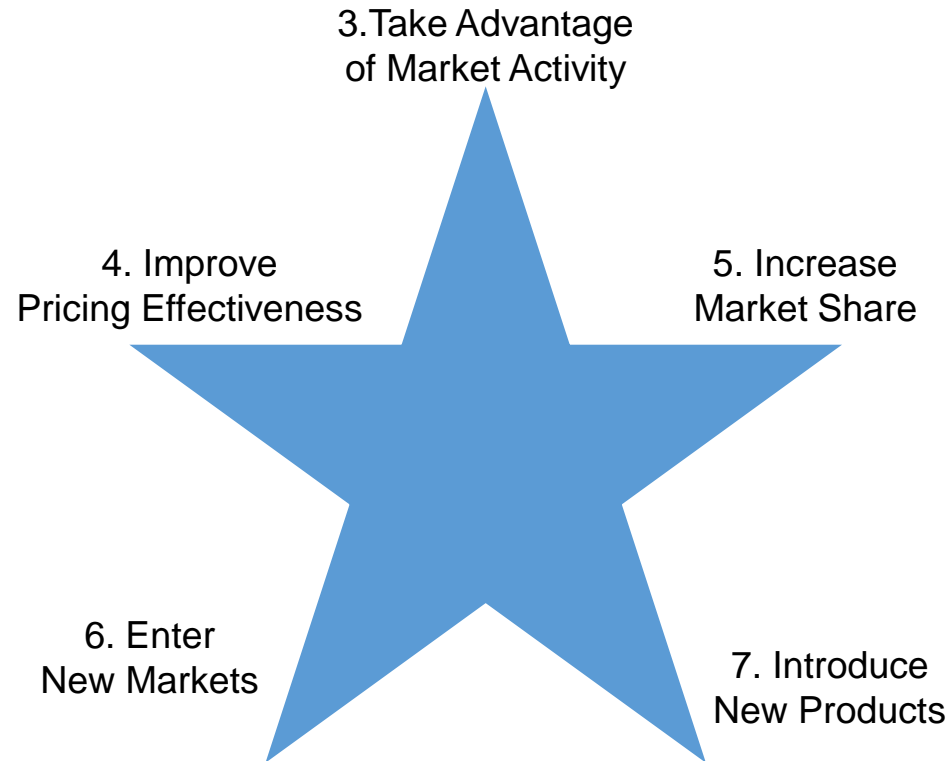 3.Take Advantage
of Market Activity
4. Improve
Pricing Effectiveness
5. Increase
Market Share
6. Enter
New Markets
7. Introduce
New Products